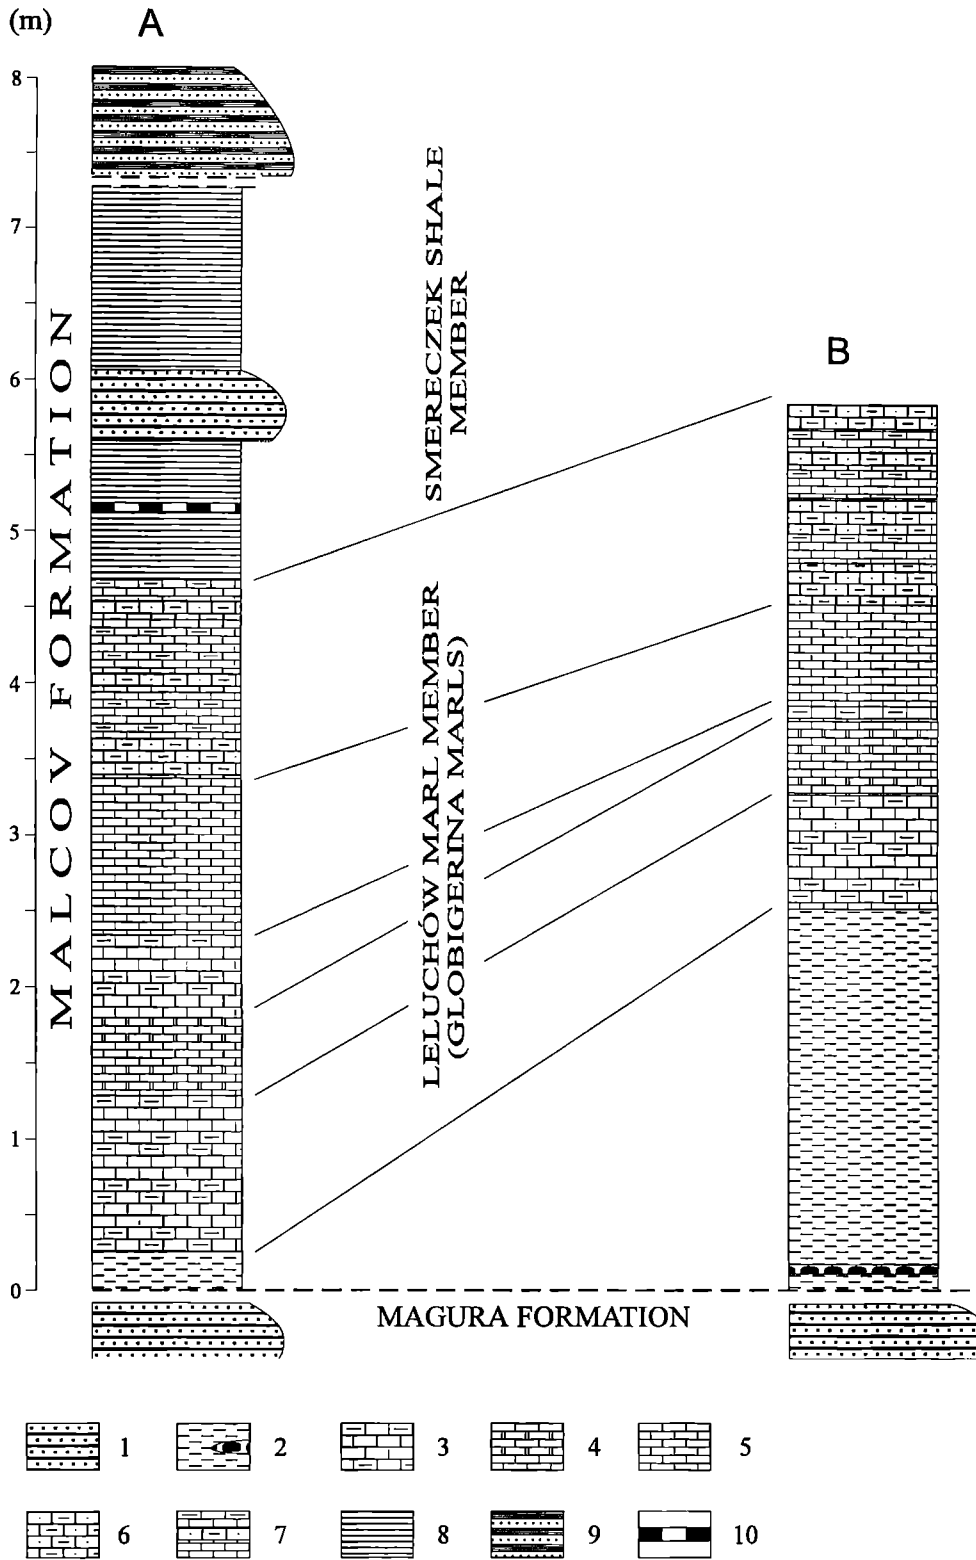 (m)
A
8
7
6
5
4
3
2
1
0
MALCOV FORMATION
SMERECZEK SHALE
MEMBER
B
LELUCHÓW MARL MEMBER
(GLOBIGERINA MARLS)
MAGURA FORMATION
1 2 3 4 5
6 7 8 9 10